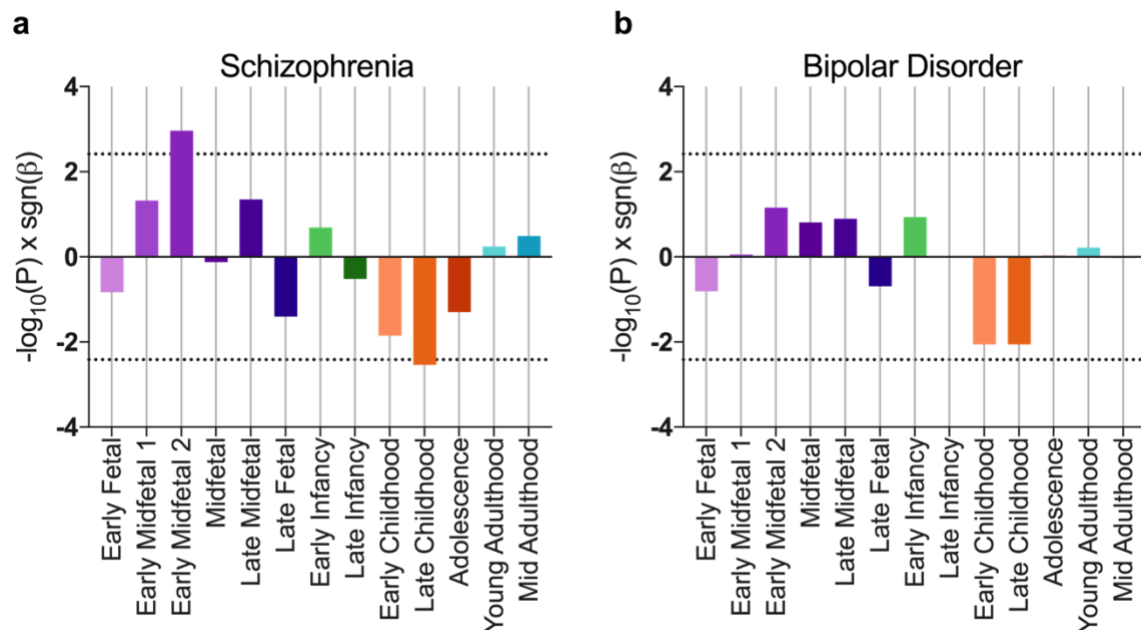 a
Schizophrenia
-log10(P) x sgn(β)
4
2
0
-2
-4
Early Fetal
Early Midfetal 1
Early Midfetal 2
Midfetal
Late Midfetal
Late Fetal
Early Infancy
Late Infancy
Early Childhood
Late Childhood
Adolescence
Young Adulthood
Mid Adulthood
b
Bipolar Disorder
-log10(P) x sgn(β)
4
2
0
-2
-4
Early Fetal
Early Midfetal 1
Early Midfetal 2
Midfetal
Late Midfetal
Late Fetal
Early Infancy
Late Infancy
Early Childhood
Late Childhood
Adolescence
Young Adulthood
Mid Adulthood